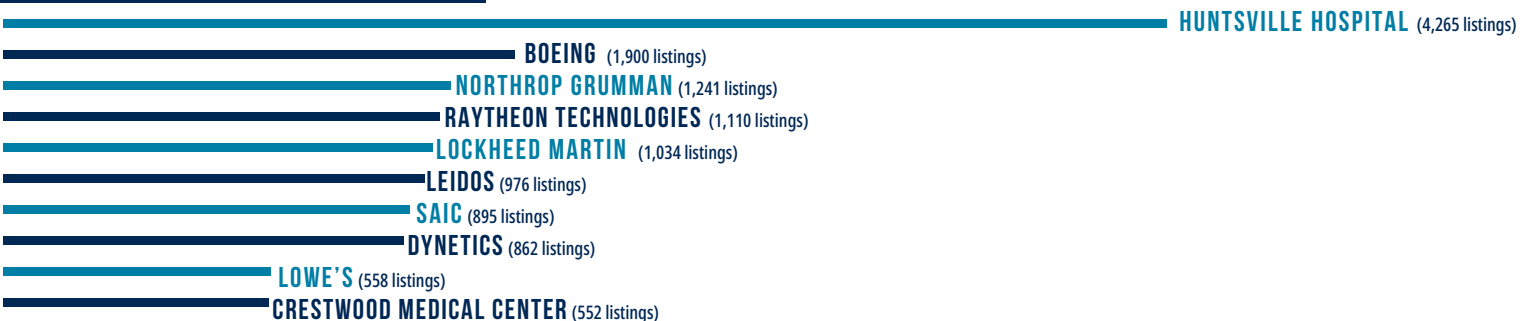 HUNTSVILLE HOSPITAL (4,265 listings)
BOEING (1,900 listings)
NORTHROP GRUMMAN (1,241 listings)
RAYTHEON TECHNOLOGIES (1,110 listings)
LOCKHEED MARTIN (1,034 listings)
LEIDOS (976 listings)
SAIC (895 listings)
DYNETICS (862 listings)
LOWE'S (558 listings)
CRESTWOOD MEDICAL CENTER (552 listings)